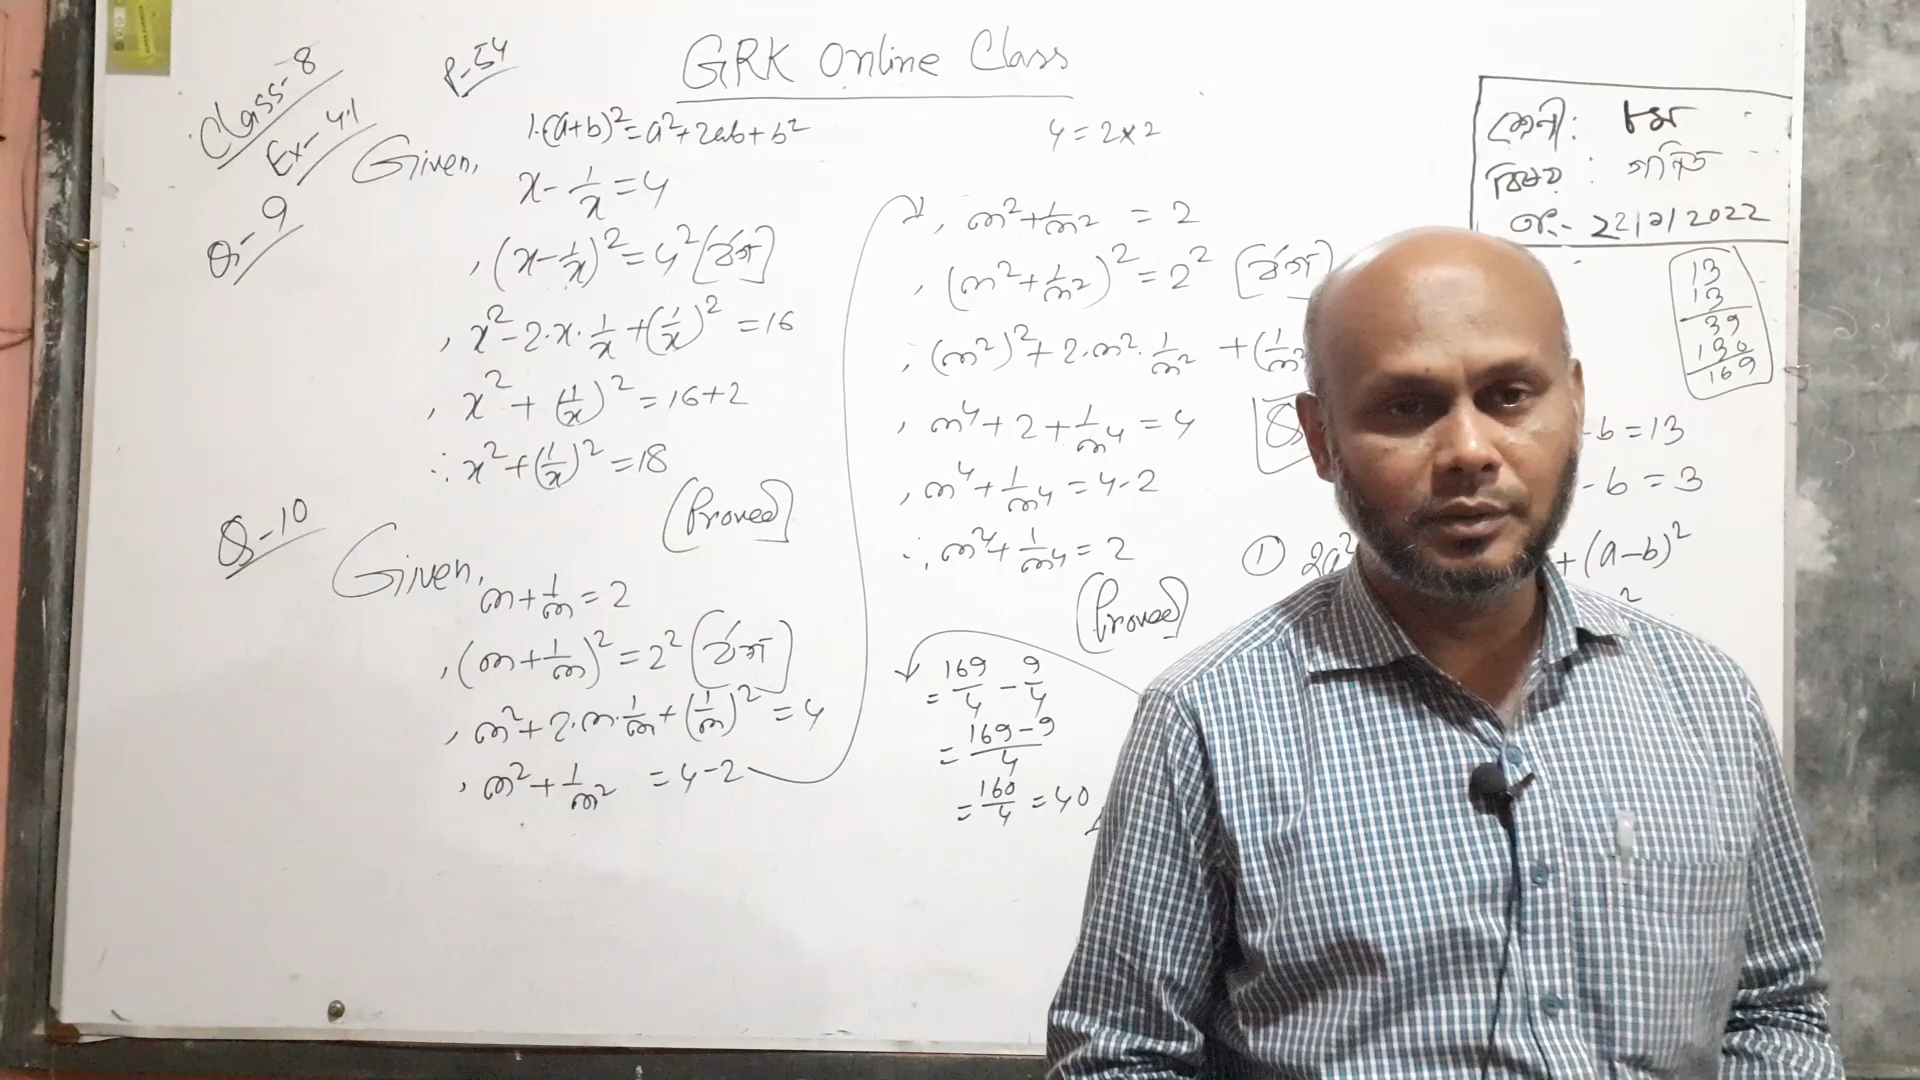 GRK Online Class
Class-8
Ex-4.1
P-54
1.(a+b)²=a²+2ab+b²
4=2×2
শ্রেণী: ৮ম
বিষয়: গণিত
Q-9
Given,
x-1/x=4
, (x-1/x)²=4² [বর্গ]
, x²-2.x.1/x+(1/x)²=16
, x²+(1/x)²=16+2
∴ x²+(1/x)²=18
(Proved)
Q-10
Given,
m+1/m=2
, (m+1/m)²=2² [বর্গ]
, m²+2.m.1/m+(1/m)²=4
, m²+1/m²=4-2
, m²+1/m²=2
, (m²+1/m²)²=2² [বর্গ
, (m²)²+2.m².1/m²+(1/m²
, m⁴+2+1/m⁴=4
, m⁴+1/m⁴=4-2
∴ m⁴+1/m⁴=2
(Proved)
13
13
39
130
169
Q
-b=13
-b=3
① 2a²
+(a-b)²
2
=169/4-9/4
=169-9/4
=160/4=40